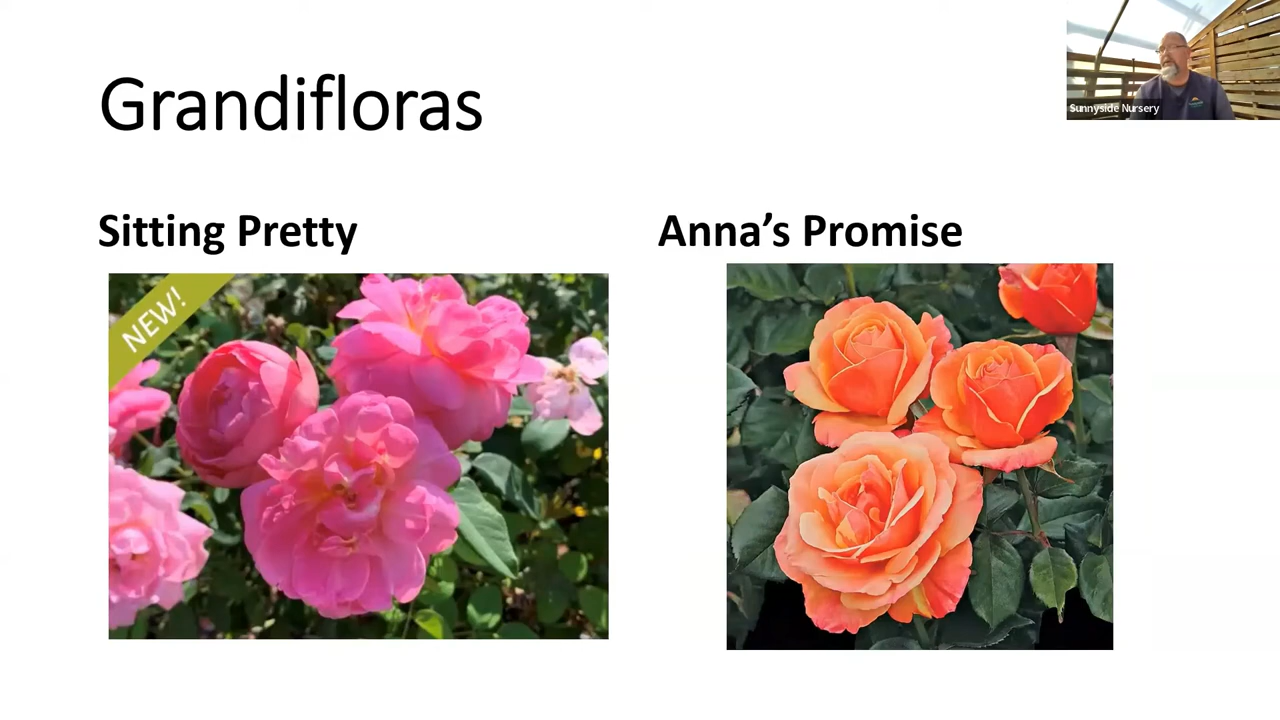 Grandifloras
Sunnyside Nursery
Sitting Pretty
Anna’s Promise
NEW!